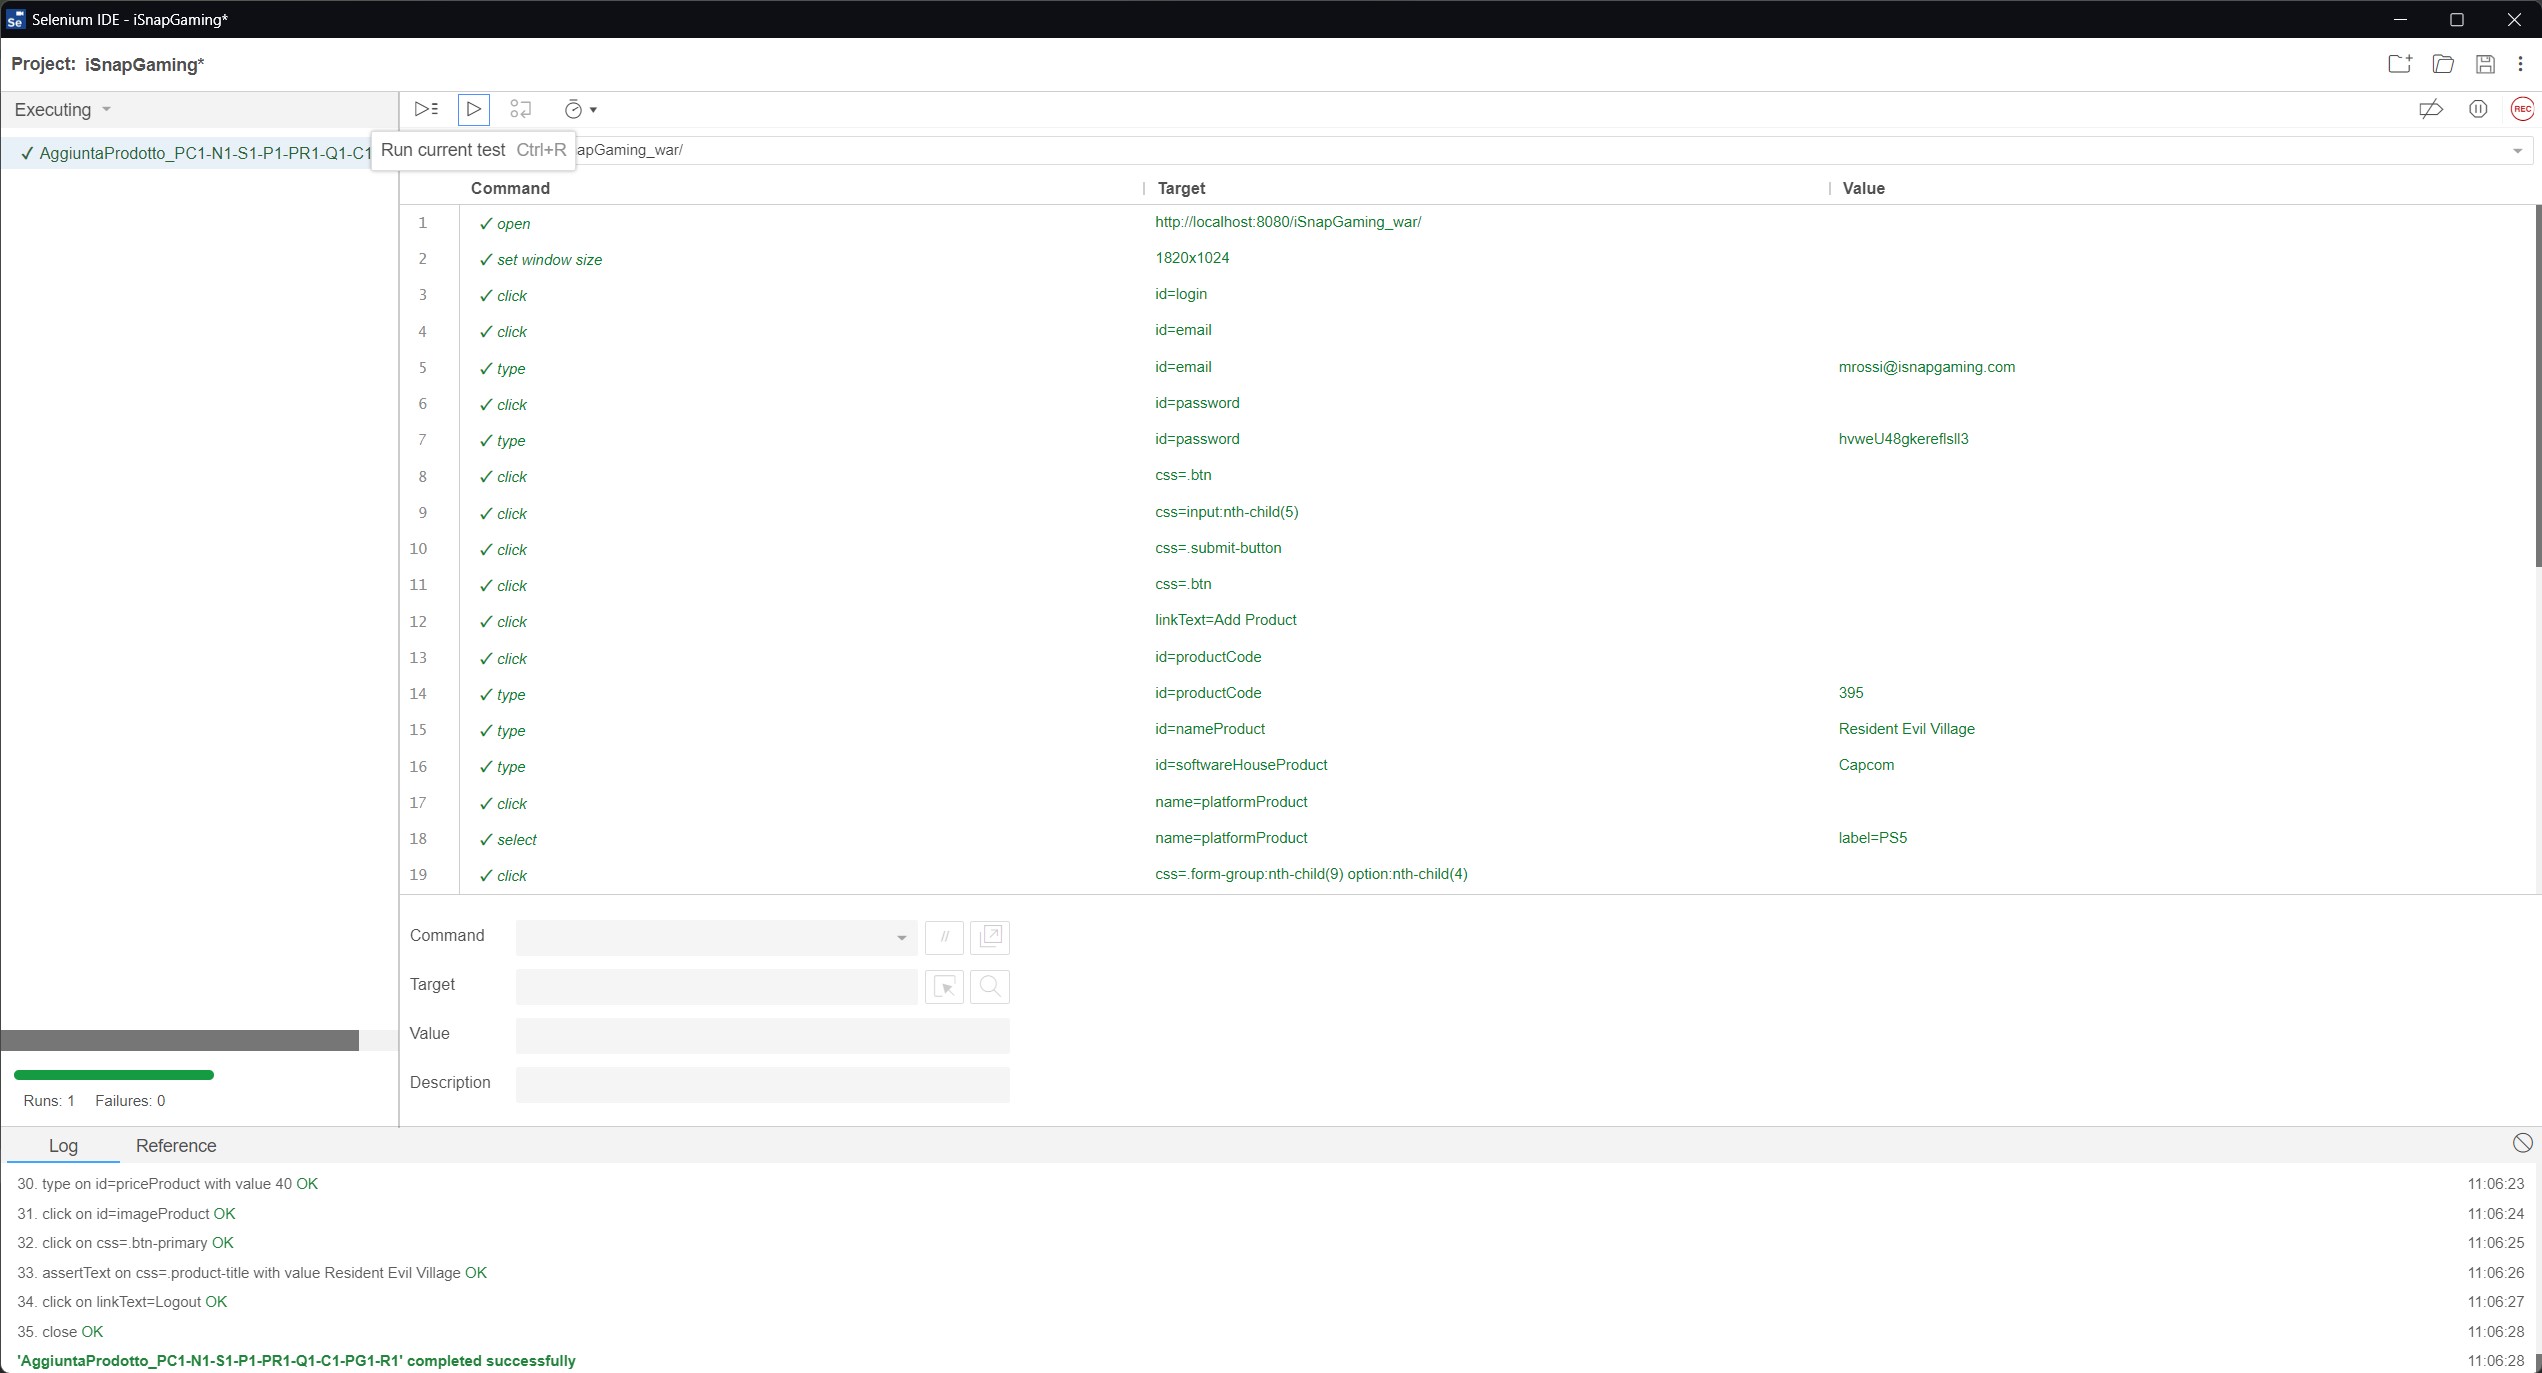 Selenium IDE - iSnapGaming*
Project: iSnapGaming*
Executing
REC
✓ AggiuntaProdotto_PC1-N1-S1-P1-PR1-Q1-C1
Run current test Ctrl+R
apGaming_war/
Command Target Value
1 ✓ open http://localhost:8080/iSnapGaming_war/
2 ✓ set window size 1820x1024
3 ✓ click id=login
4 ✓ click id=email
5 ✓ type id=email mrossi@isnapgaming.com
6 ✓ click id=password
7 ✓ type id=password hvweU48gkereflsll3
8 ✓ click css=.btn
9 ✓ click css=input:nth-child(5)
10 ✓ click css=.submit-button
11 ✓ click css=.btn
12 ✓ click linkText=Add Product
13 ✓ click id=productCode
14 ✓ type id=productCode 395
15 ✓ type id=nameProduct Resident Evil Village
16 ✓ type id=softwareHouseProduct Capcom
17 ✓ click name=platformProduct
18 ✓ select name=platformProduct label=PS5
19 ✓ click css=.form-group:nth-child(9) option:nth-child(4)
Command //
Target
Value
Description
Runs: 1 Failures: 0
Log Reference
30. type on id=priceProduct with value 40 OK 11:06:23
31. click on id=imageProduct OK 11:06:24
32. click on css=.btn-primary OK 11:06:25
33. assertText on css=.product-title with value Resident Evil Village OK 11:06:26
34. click on linkText=Logout OK 11:06:27
35. close OK 11:06:28
'AggiuntaProdotto_PC1-N1-S1-P1-PR1-Q1-C1-PG1-R1' completed successfully 11:06:28